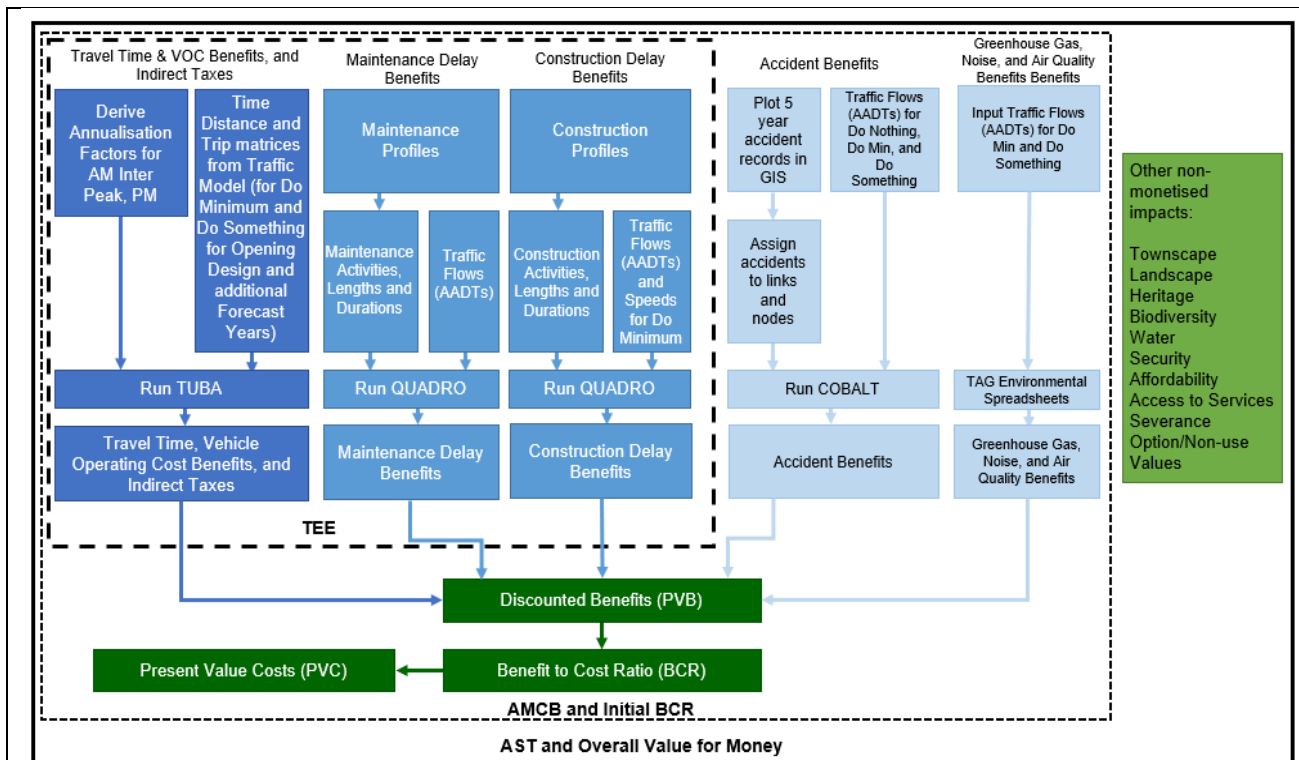 Travel Time & VOC Benefits, and
Indirect Taxes
Maintenance Delay
Benefits
Construction Delay
Benefits
Accident Benefits
Greenhouse Gas,
Noise, and Air Quality
Benefits Benefits
Derive
Annualisation
Factors for
AM Inter
Peak, PM
Time
Distance and
Trip matrices
from Traffic
Model (for Do
Minimum and
Do Something
for Opening
Design and
additional
Forecast
Years)
Maintenance
Profiles
Construction
Profiles
Plot 5
year
accident
records in
GIS
Traffic Flows
(AADTs) for
Do Nothing,
Do Min, and
Do
Something
Input Traffic Flows
(AADTs) for Do
Min and Do
Something
Maintenance
Activities,
Lengths and
Durations
Traffic
Flows
(AADTs)
Construction
Activities,
Lengths and
Durations
Traffic
Flows
(AADTs)
and
Speeds
for Do
Minimum
Assign
accidents
to links
and
nodes
Run TUBA
Run QUADRO
Run QUADRO
Run COBALT
TAG Environmental
Spreadsheets
Travel Time, Vehicle
Operating Cost Benefits, and
Indirect Taxes
Maintenance Delay
Benefits
Construction Delay
Benefits
Accident Benefits
Greenhouse Gas,
Noise, and Air
Quality Benefits
TEE
Other non-
monetised
impacts:
Townscape
Landscape
Heritage
Biodiversity
Water
Security
Affordability
Access to Services
Severance
Option/Non-use
Values
Discounted Benefits (PVB)
Present Value Costs (PVC)
Benefit to Cost Ratio (BCR)
AMCB and Initial BCR
AST and Overall Value for Money